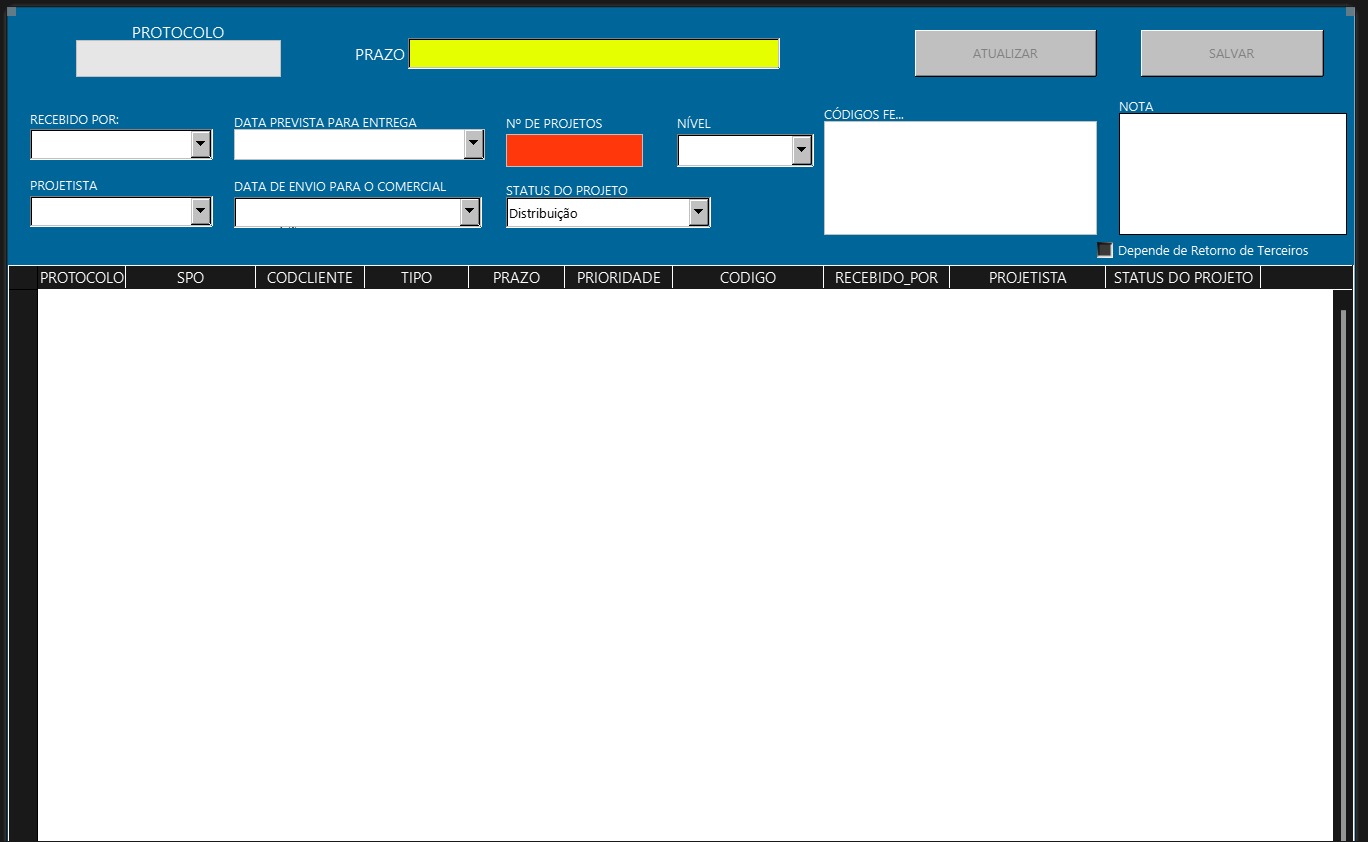 PROTOCOLO
PRAZO
ATUALIZAR
SALVAR
RECEBIDO POR:
DATA PREVISTA PARA ENTREGA
Nº DE PROJETOS
NÍVEL
CÓDIGOS FE...
NOTA
PROJETISTA
DATA DE ENVIO PARA O COMERCIAL
STATUS DO PROJETO
Distribuição
Depende de Retorno de Terceiros
PROTOCOLO SPO CODCLIENTE TIPO PRAZO PRIORIDADE CODIGO RECEBIDO_POR PROJETISTA STATUS DO PROJETO